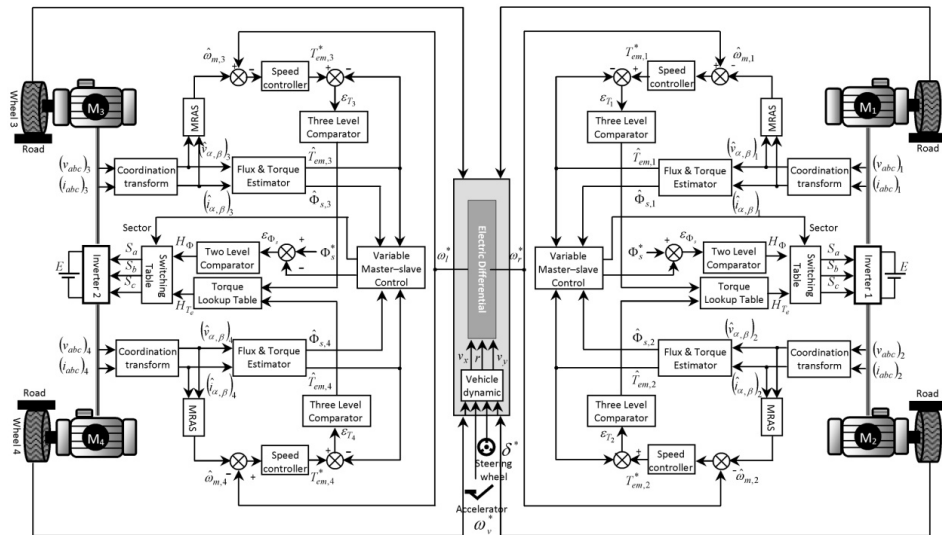 ω̂m,3
T*em,3
Speed
controller
εT3
Three Level
Comparator
MRAS
M3
Wheel 3
Road
(vabc)3
(iabc)3
Coordination
transform
(v̂α,β)3
(îα,β)3
Flux & Torque
Estimator
T̂em,3
Φ̂s,3
Sector
E
Inverter 2
Sa
Sb
Sc
Switching
Table
HΦ
HTe
Two Level
Comparator
Torque
Lookup Table
εΦs
Φ*s
Variable
Master–slave
Control
ω*l
(vabc)4
(iabc)4
Coordination
transform
(v̂α,β)4
(îα,β)4
Flux & Torque
Estimator
Φ̂s,4
T̂em,4
Three Level
Comparator
εT4
MRAS
Road
Wheel 4
M4
ω̂m,4
Speed
controller
T*em,4
Electric Differential
vx
r
vy
Vehicle
dynamic
δ*
Steering
wheel
Accelerator
ω*v
T*em,1
Speed
controller
ω̂m,1
εT1
Three Level
Comparator
MRAS
M1
Wheel 1
Road
T̂em,1
(v̂α,β)1
(îα,β)1
Flux & Torque
Estimator
Coordination
transform
(vabc)1
(iabc)1
Φ̂s,1
Sector
ω*r
Variable
Master–slave
Control
Φ*s
εΦs
Two Level
Comparator
Torque
Lookup Table
HΦ
HTe
Switching
Table
Sa
Sb
Sc
Inverter 1
E
Φ̂s,2
T̂em,2
Flux & Torque
Estimator
(v̂α,β)2
(îα,β)2
Coordination
transform
(vabc)2
(iabc)2
Three Level
Comparator
εT2
MRAS
Road
Wheel 2
M2
T*em,2
Speed
controller
ω̂m,2